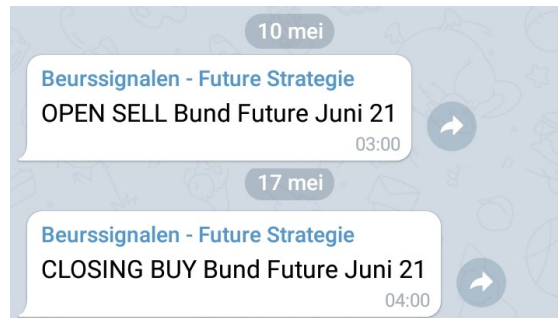 10 mei
Beurssignalen - Future Strategie
OPEN SELL Bund Future Juni 21
03:00
17 mei
Beurssignalen - Future Strategie
CLOSING BUY Bund Future Juni 21
04:00